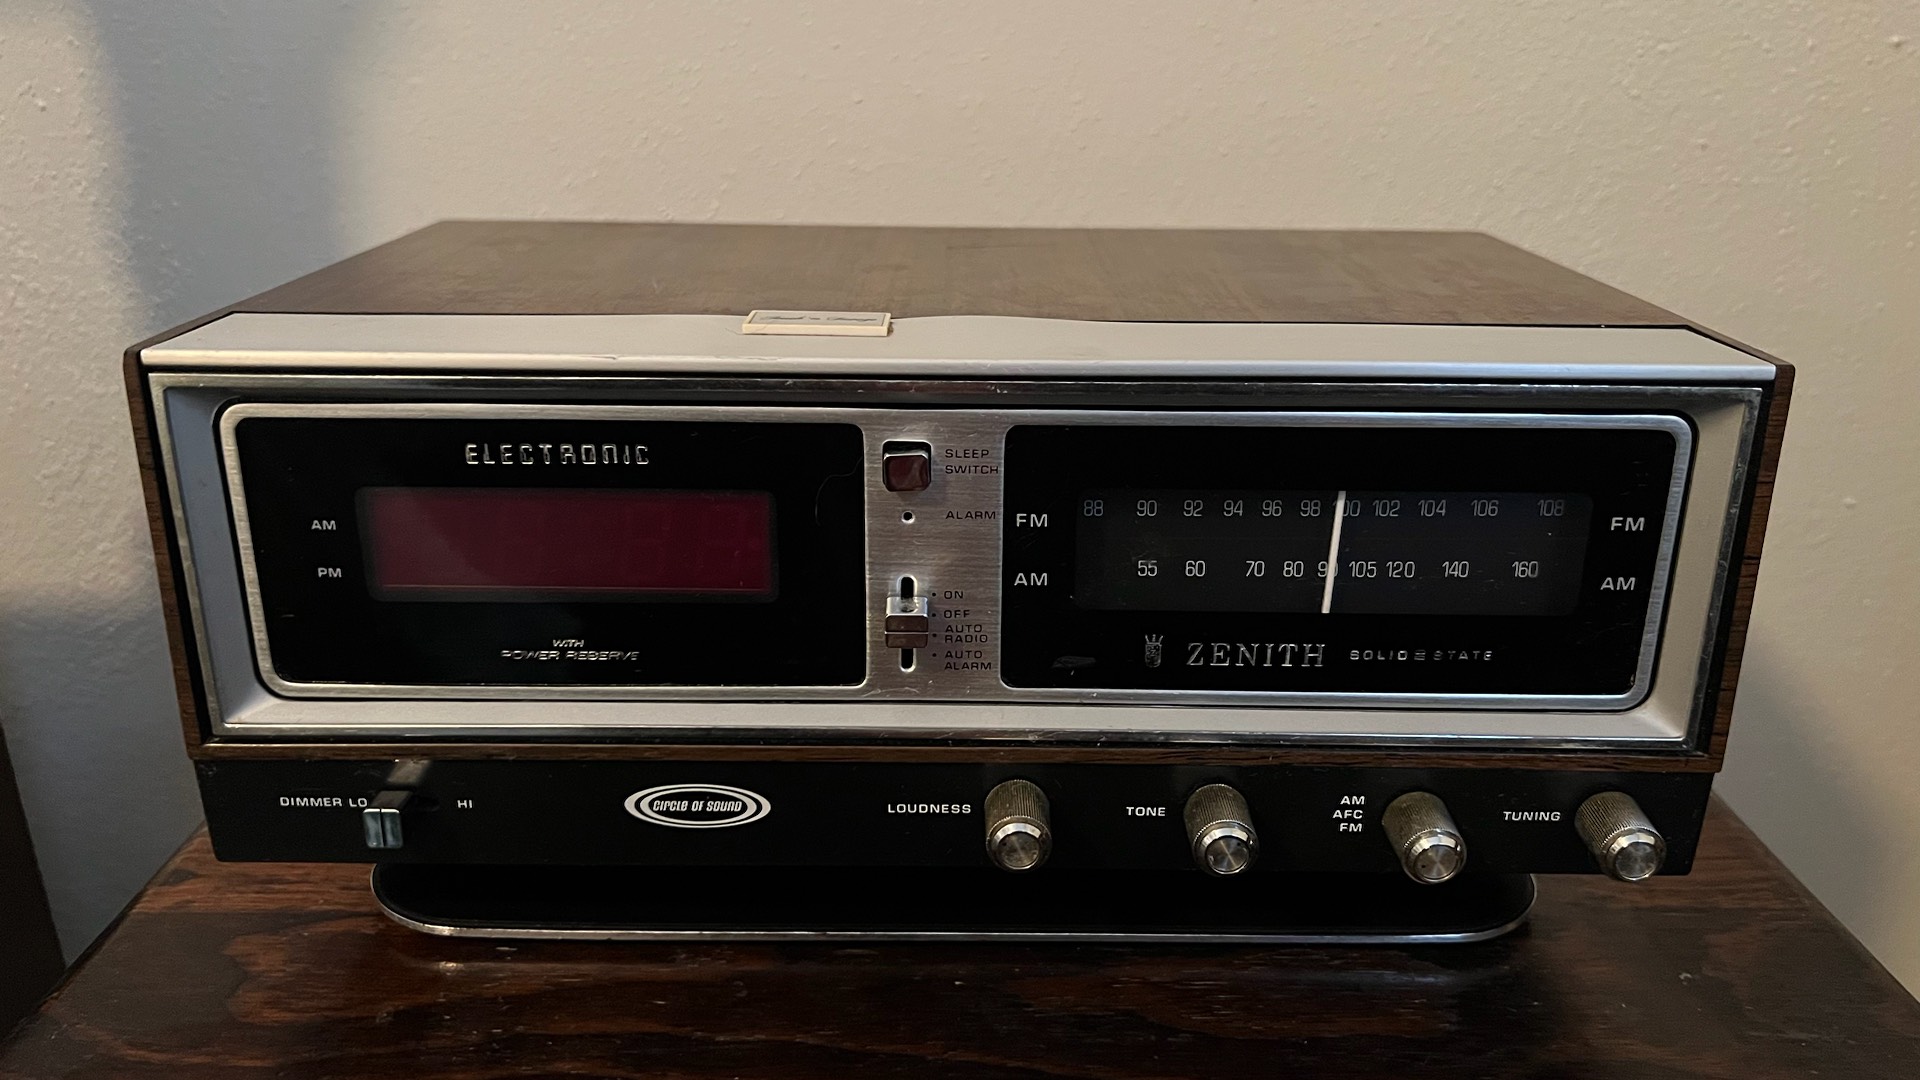 ELECTRONIC
AM
PM
WITH
POWER RESERVE
SLEEP
SWITCH
ALARM
ON
OFF
AUTO
RADIO
AUTO
ALARM
FM 88 90 92 94 96 98 100 102 104 106 108 FM
AM 55 60 70 80 90 105 120 140 160 AM
ZENITH SOLID STATE
DIMMER LO HI
CIRCLE OF SOUND
LOUDNESS
TONE
AM
AFC
FM
TUNING